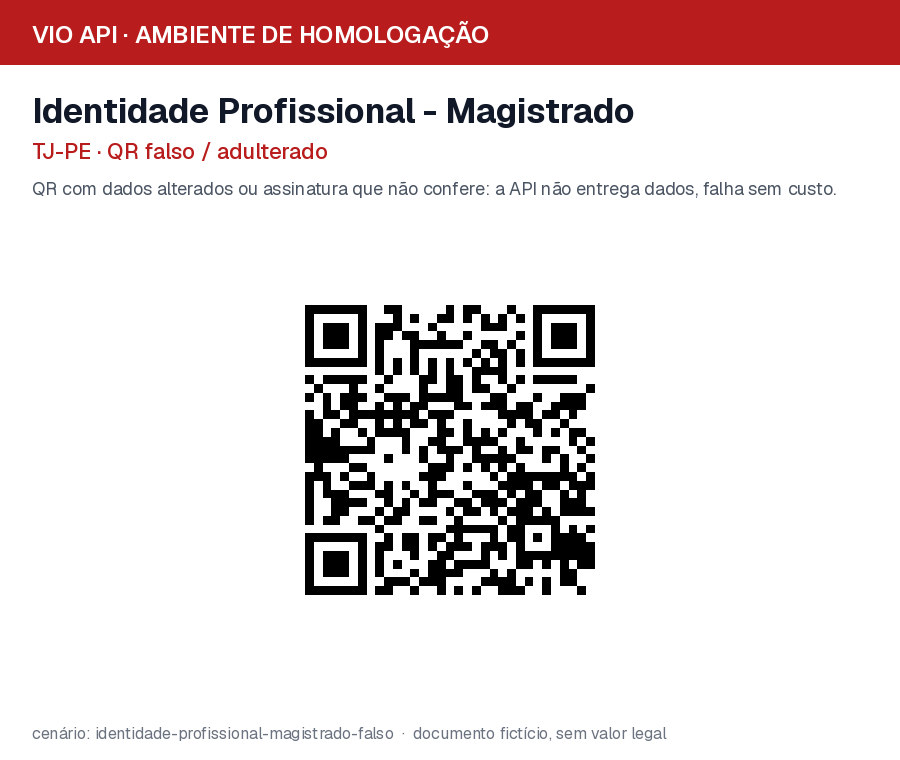 VIO API · AMBIENTE DE HOMOLOGAÇÃO
Identidade Profissional - Magistrado
TJ-PE · QR falso / adulterado
QR com dados alterados ou assinatura que não confere: a API não entrega dados, falha sem custo.
cenário: identidade-profissional-magistrado-falso · documento fictício, sem valor legal